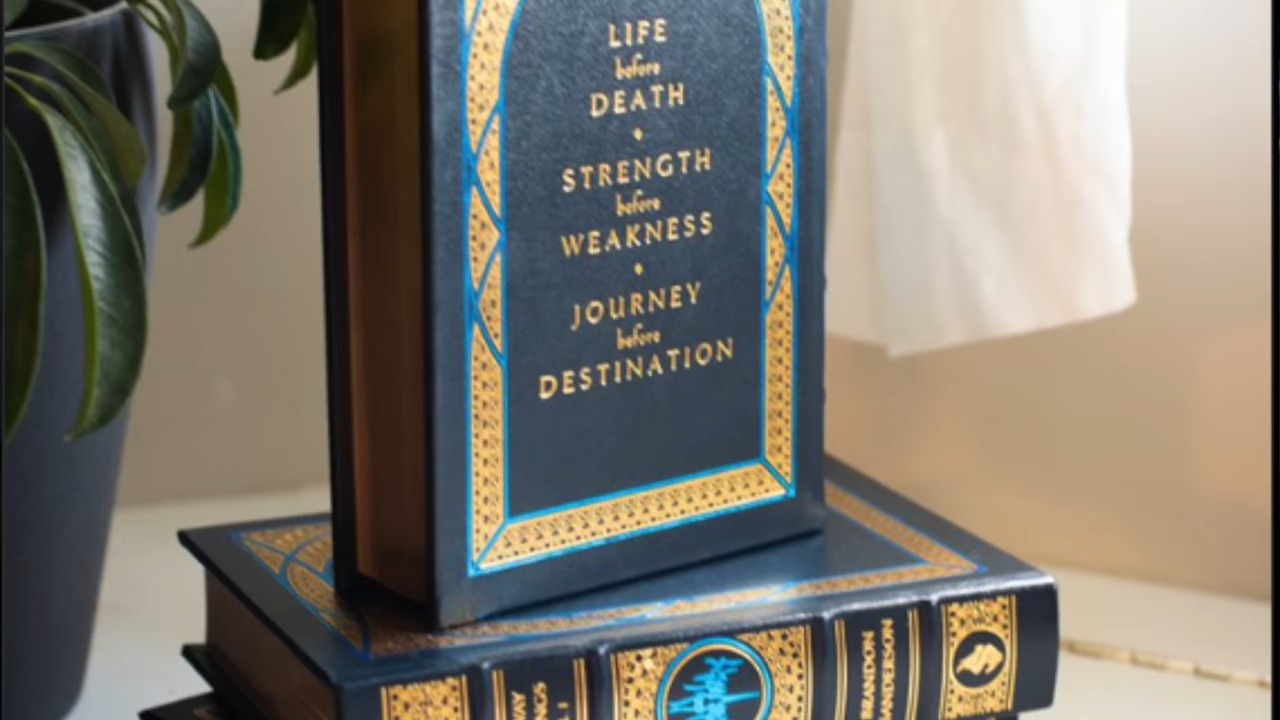 LIFE
before
DEATH
STRENGTH
before
WEAKNESS
JOURNEY
before
DESTINATION
BRANDON
SANDERSON